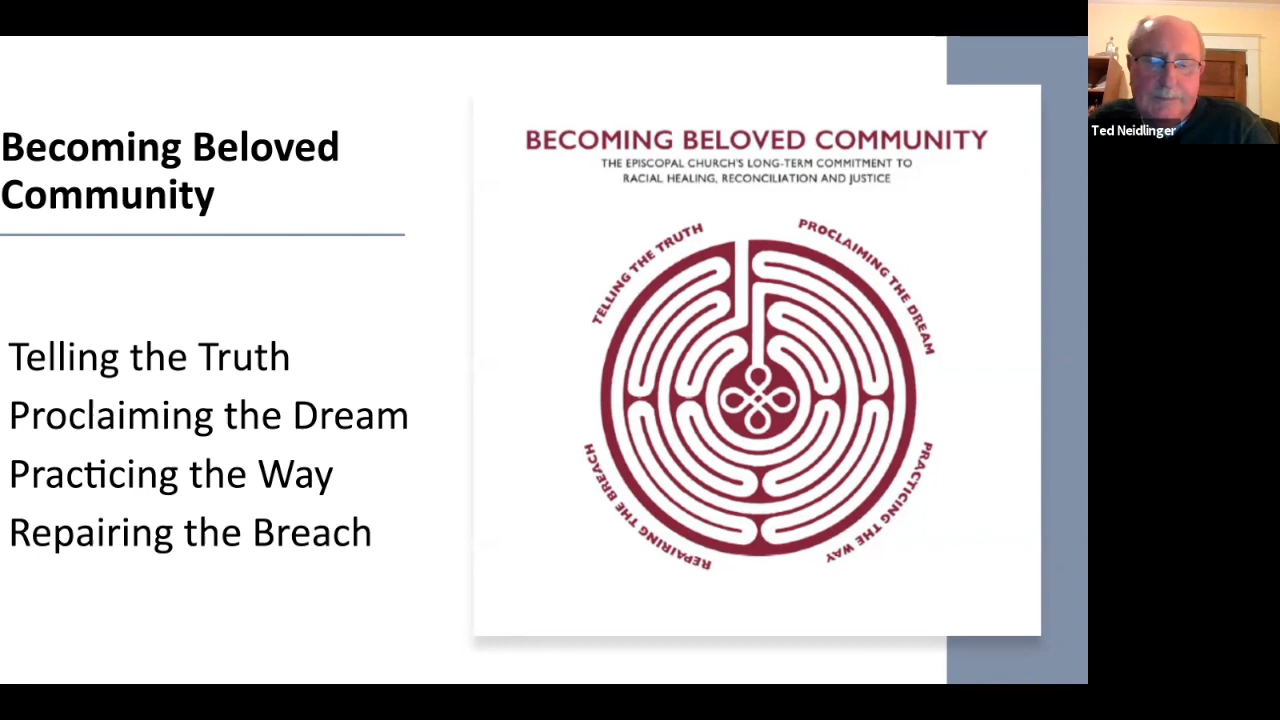 Becoming Beloved
Community
Telling the Truth
Proclaiming the Dream
Practicing the Way
Repairing the Breach
BECOMING BELOVED COMMUNITY
THE EPISCOPAL CHURCH'S LONG-TERM COMMITMENT TO
RACIAL HEALING, RECONCILIATION AND JUSTICE
TELLING THE TRUTH
PROCLAIMING THE DREAM
REPAIRING THE BREACH
PRACTICING THE WAY
Ted Neidlinger